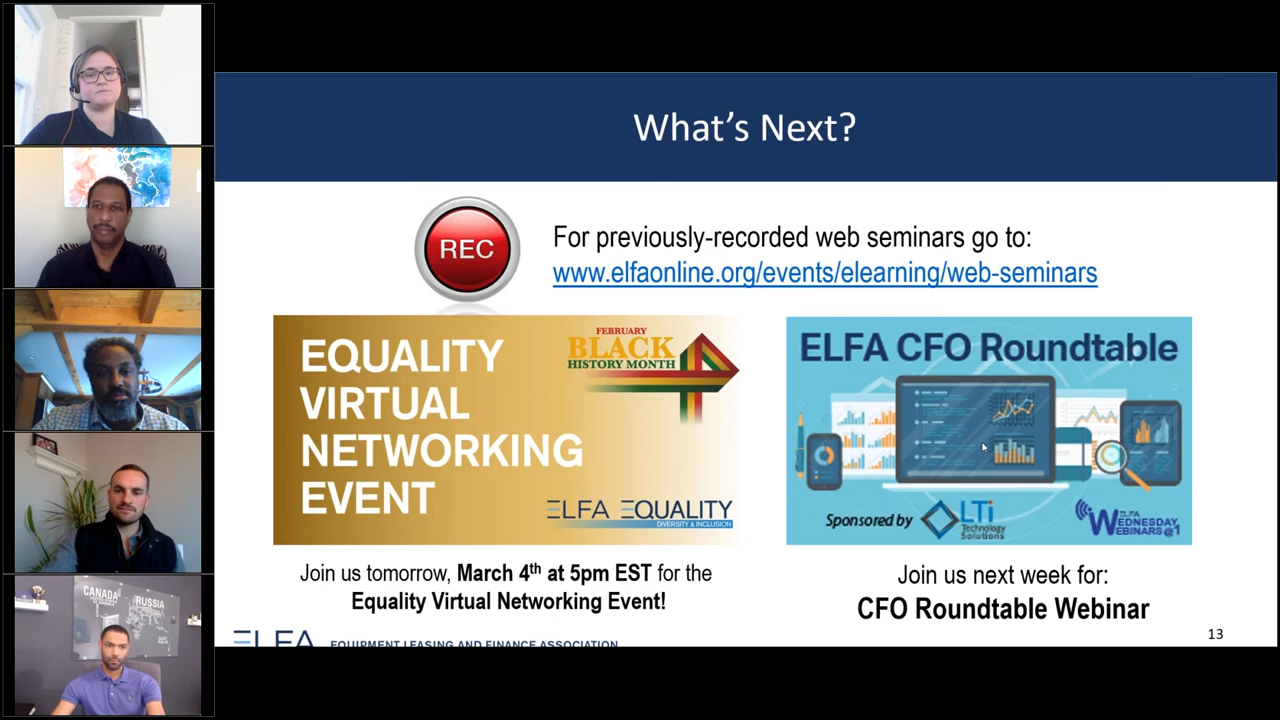 What's Next?
REC
For previously-recorded web seminars go to:
www.elfaonline.org/events/elearning/web-seminars
EQUALITY
VIRTUAL
NETWORKING
EVENT
FEBRUARY
BLACK
HISTORY MONTH
ELFA EQUALITY
DIVERSITY & INCLUSION
ELFA CFO Roundtable
Sponsored by
LTi
Technology
Solutions
ELFA
WEDNESDAY
WEBINARS@1
Join us tomorrow, March 4th at 5pm EST for the
Equality Virtual Networking Event!
Join us next week for:
CFO Roundtable Webinar
ELFA EQUIPMENT LEASING AND FINANCE ASSOCIATION
13
CANADA
RUSSIA